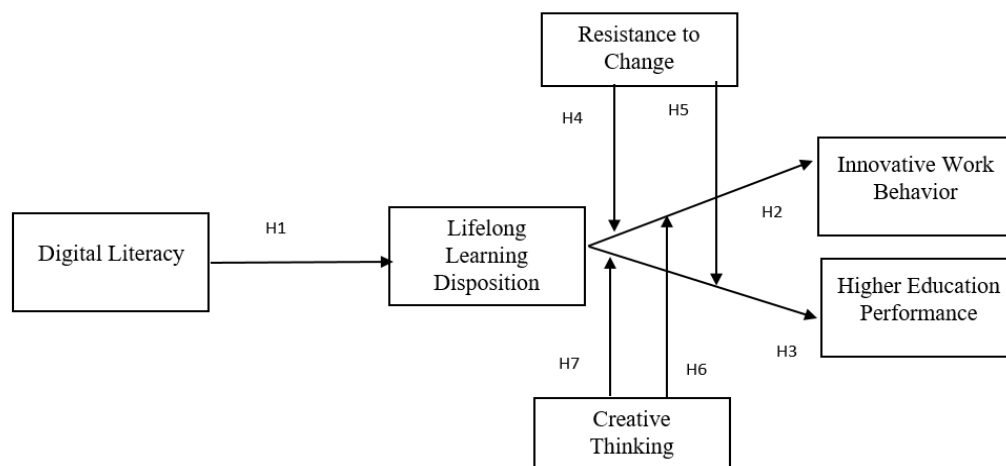 Resistance to
Change
H4
H5
Innovative Work
Behavior
H2
H1
Digital Literacy
Lifelong
Learning
Disposition
Higher Education
Performance
H3
H7
H6
Creative
Thinking